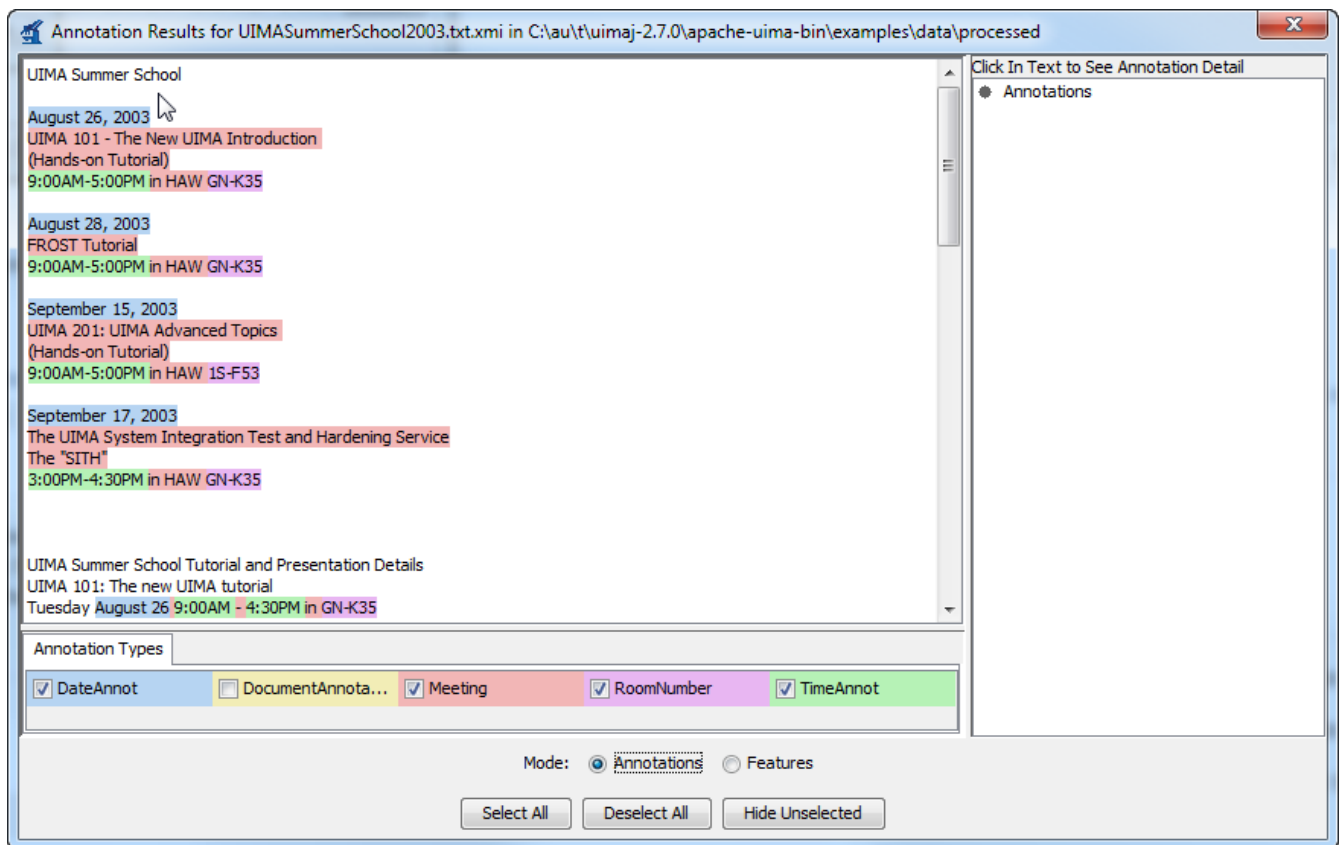 Annotation Results for UIMASummerSchool2003.txt.xmi in C:\au\t\uimaj-2.7.0\apache-uima-bin\examples\data\processed
UIMA Summer School
August 26, 2003
UIMA 101 - The New UIMA Introduction
(Hands-on Tutorial)
9:00AM-5:00PM in HAW GN-K35
August 28, 2003
FROST Tutorial
9:00AM-5:00PM in HAW GN-K35
September 15, 2003
UIMA 201: UIMA Advanced Topics
(Hands-on Tutorial)
9:00AM-5:00PM in HAW 1S-F53
September 17, 2003
The UIMA System Integration Test and Hardening Service
The "SITH"
3:00PM-4:30PM in HAW GN-K35
UIMA Summer School Tutorial and Presentation Details
UIMA 101: The new UIMA tutorial
Tuesday August 26 9:00AM - 4:30PM in GN-K35
Click In Text to See Annotation Detail
Annotations
Annotation Types
DateAnnot DocumentAnnota... Meeting RoomNumber TimeAnnot
Mode: Annotations Features
Select All Deselect All Hide Unselected